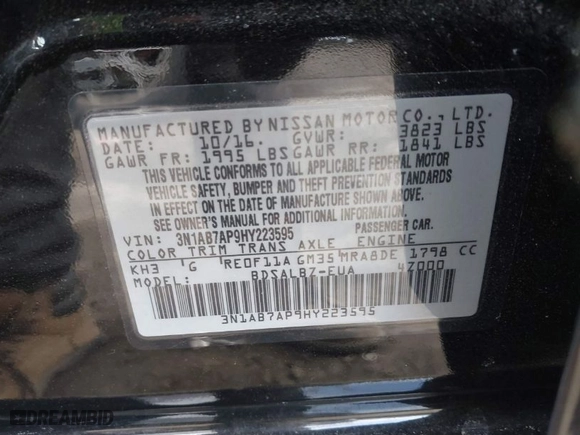 MANUFACTURED BY NISSAN MOTOR CO., LTD.
DATE: 10/16. GVWR: 3823 LBS
GAWR FR: 1995 LBS GAWR RR: 1841 LBS
THIS VEHICLE CONFORMS TO ALL APPLICABLE FEDERAL MOTOR
VEHICLE SAFETY, BUMPER AND THEFT PREVENTION STANDARDS
IN EFFECT ON THE DATE OF MANUFACTURE SHOWN ABOVE.
SEE OWNER'S MANUAL FOR ADDITIONAL INFORMATION
VIN: 3N1AB7AP9HY223595 PASSENGER CAR.
COLOR TRIM TRANS AXLE ENGINE
KH3 G RE0F11A GM35 MRA8DE 1798 CC
MODEL: BDSALBZ-EUA 4Z000
3N1AB7AP9HY223595
DREAMBID